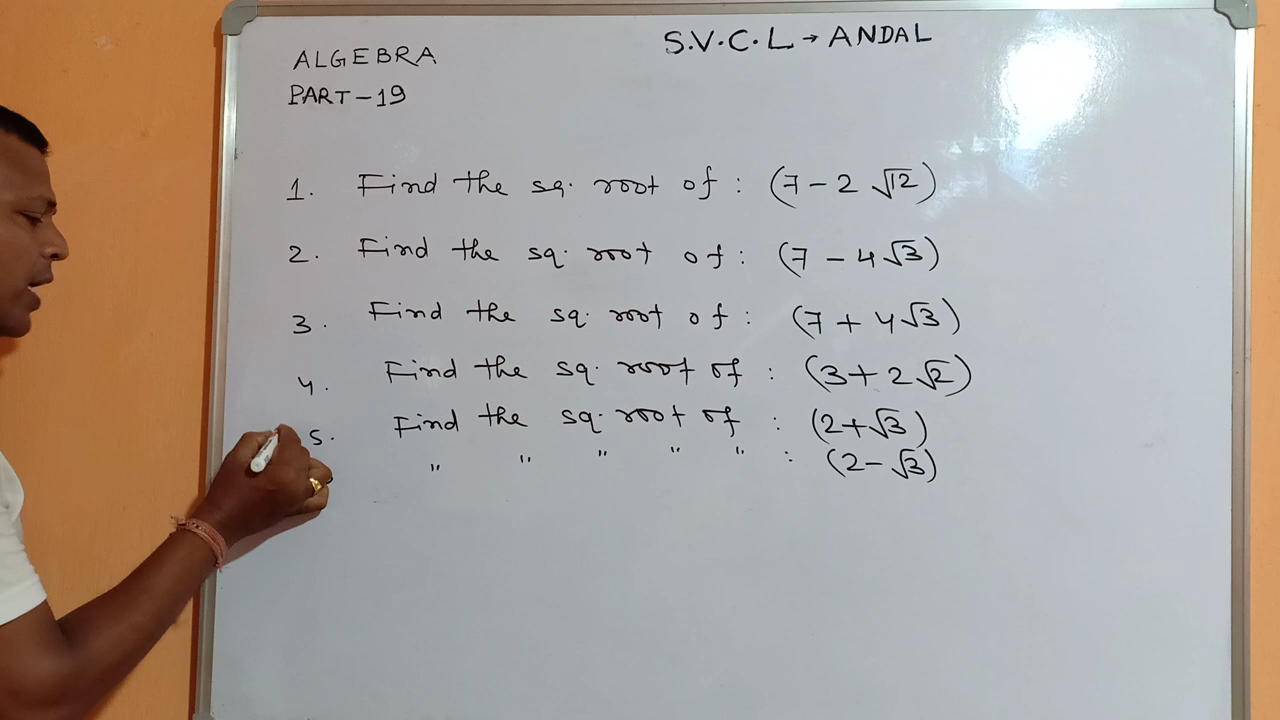 S.V.C.L → ANDAL
ALGEBRA
PART-19
1. Find the sq. root of : (7 - 2 √12)
2. Find the sq. root of : (7 - 4√3)
3. Find the sq. root of : (7 + 4√3)
4. Find the sq. root of : (3 + 2√2)
5. Find the sq. root of : (2+√3)
" " " " " : (2-√3)